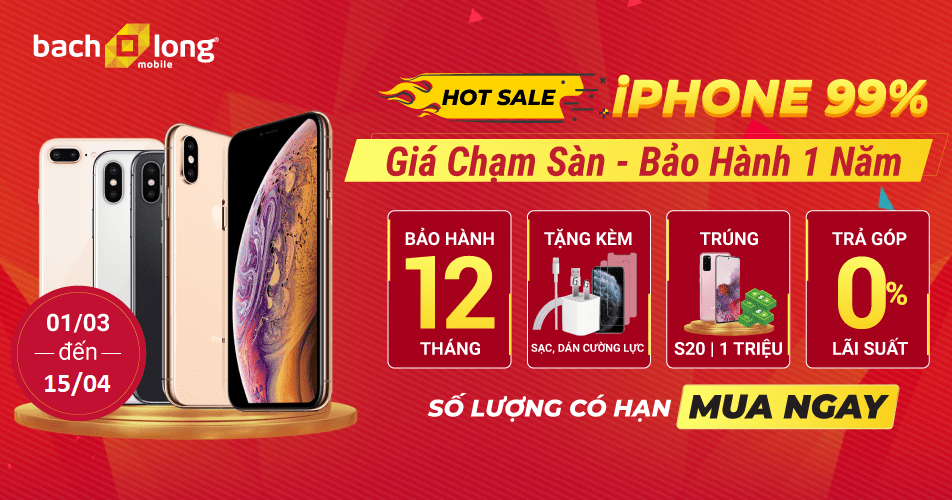 bach long
mobile
HOT SALE
iPHONE 99%
Giá Chạm Sàn - Bảo Hành 1 Năm
BẢO HÀNH
12
THÁNG
TẶNG KÈM
SẠC, DÁN CƯỜNG LỰC
TRÚNG
S20 | 1 TRIỆU
TRẢ GÓP
0%
LÃI SUẤT
01/03
đến
15/04
SỐ LƯỢNG CÓ HẠN
MUA NGAY